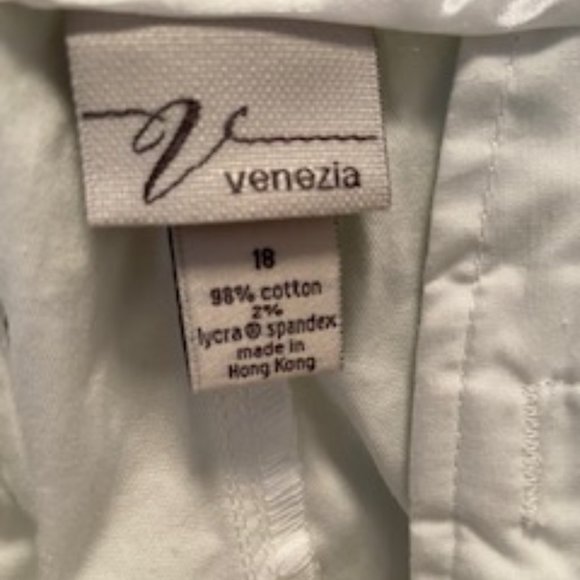 V
venezia
18
98% cotton
2%
lycra® spandex
made in
Hong Kong